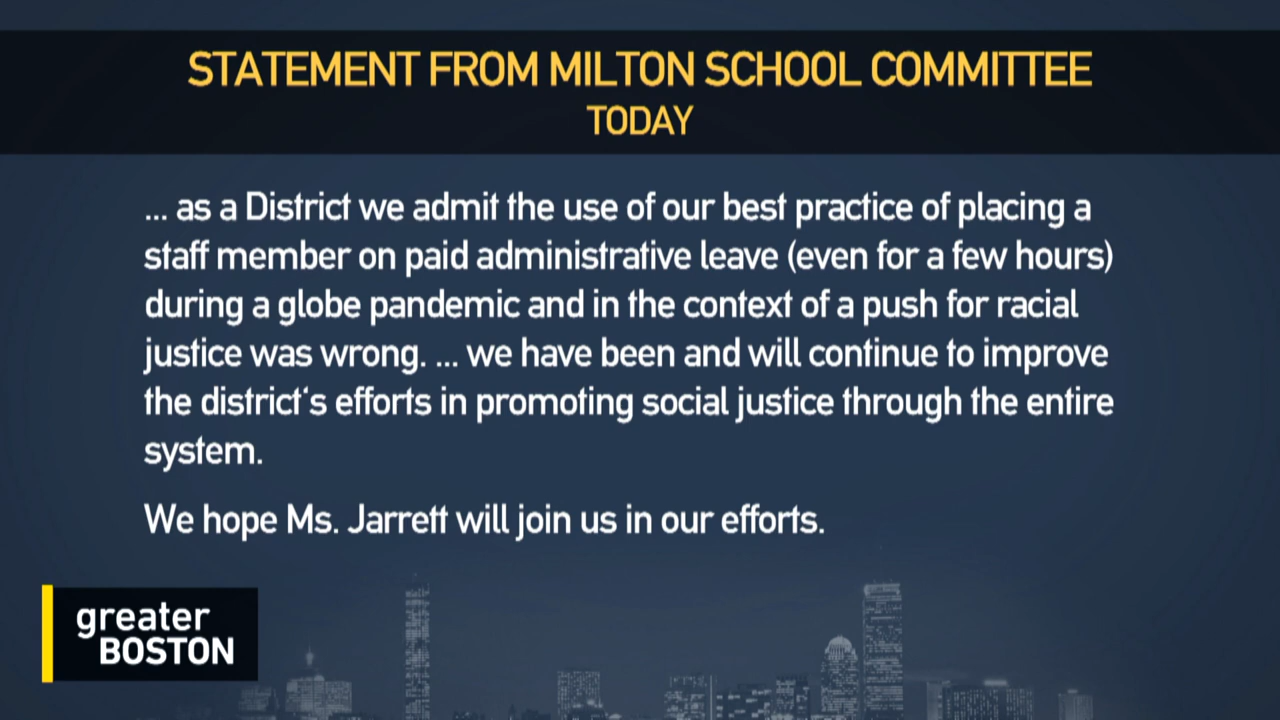 STATEMENT FROM MILTON SCHOOL COMMITTEE
TODAY
... as a District we admit the use of our best practice of placing a
staff member on paid administrative leave (even for a few hours)
during a globe pandemic and in the context of a push for racial
justice was wrong. ... we have been and will continue to improve
the district's efforts in promoting social justice through the entire
system.
We hope Ms. Jarrett will join us in our efforts.
greater
BOSTON